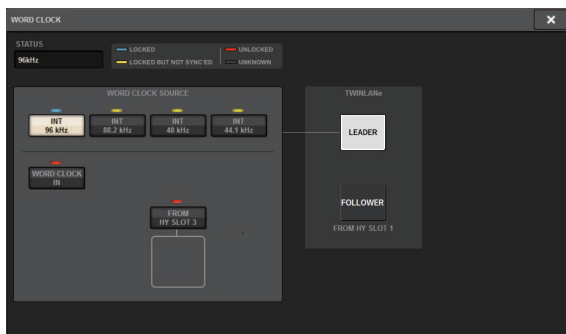 WORD CLOCK
STATUS
96kHz
LOCKED
UNLOCKED
LOCKED BUT NOT SYNC'ED
UNKNOWN
WORD CLOCK SOURCE
TWINLANe
INT
96 kHz
INT
88.2 kHz
INT
48 kHz
INT
44.1 kHz
LEADER
WORD CLOCK
IN
FROM
HY SLOT 3
FOLLOWER
FROM HY SLOT 1